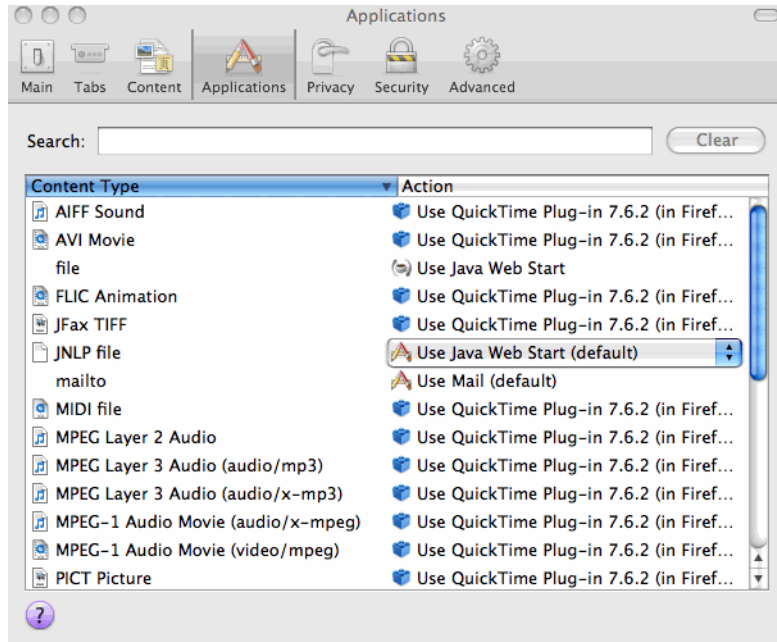 Applications
Main Tabs Content Applications Privacy Security Advanced
Search: Clear
Content Type Action
AIFF Sound Use QuickTime Plug-in 7.6.2 (in Firef...
AVI Movie Use QuickTime Plug-in 7.6.2 (in Firef...
file Use Java Web Start
FLIC Animation Use QuickTime Plug-in 7.6.2 (in Firef...
JFax TIFF Use QuickTime Plug-in 7.6.2 (in Firef...
JNLP file Use Java Web Start (default)
mailto Use Mail (default)
MIDI file Use QuickTime Plug-in 7.6.2 (in Firef...
MPEG Layer 2 Audio Use QuickTime Plug-in 7.6.2 (in Firef...
MPEG Layer 3 Audio (audio/mp3) Use QuickTime Plug-in 7.6.2 (in Firef...
MPEG Layer 3 Audio (audio/x-mp3) Use QuickTime Plug-in 7.6.2 (in Firef...
MPEG-1 Audio Movie (audio/x-mpeg) Use QuickTime Plug-in 7.6.2 (in Firef...
MPEG-1 Audio Movie (video/mpeg) Use QuickTime Plug-in 7.6.2 (in Firef...
PICT Picture Use QuickTime Plug-in 7.6.2 (in Firef...
?